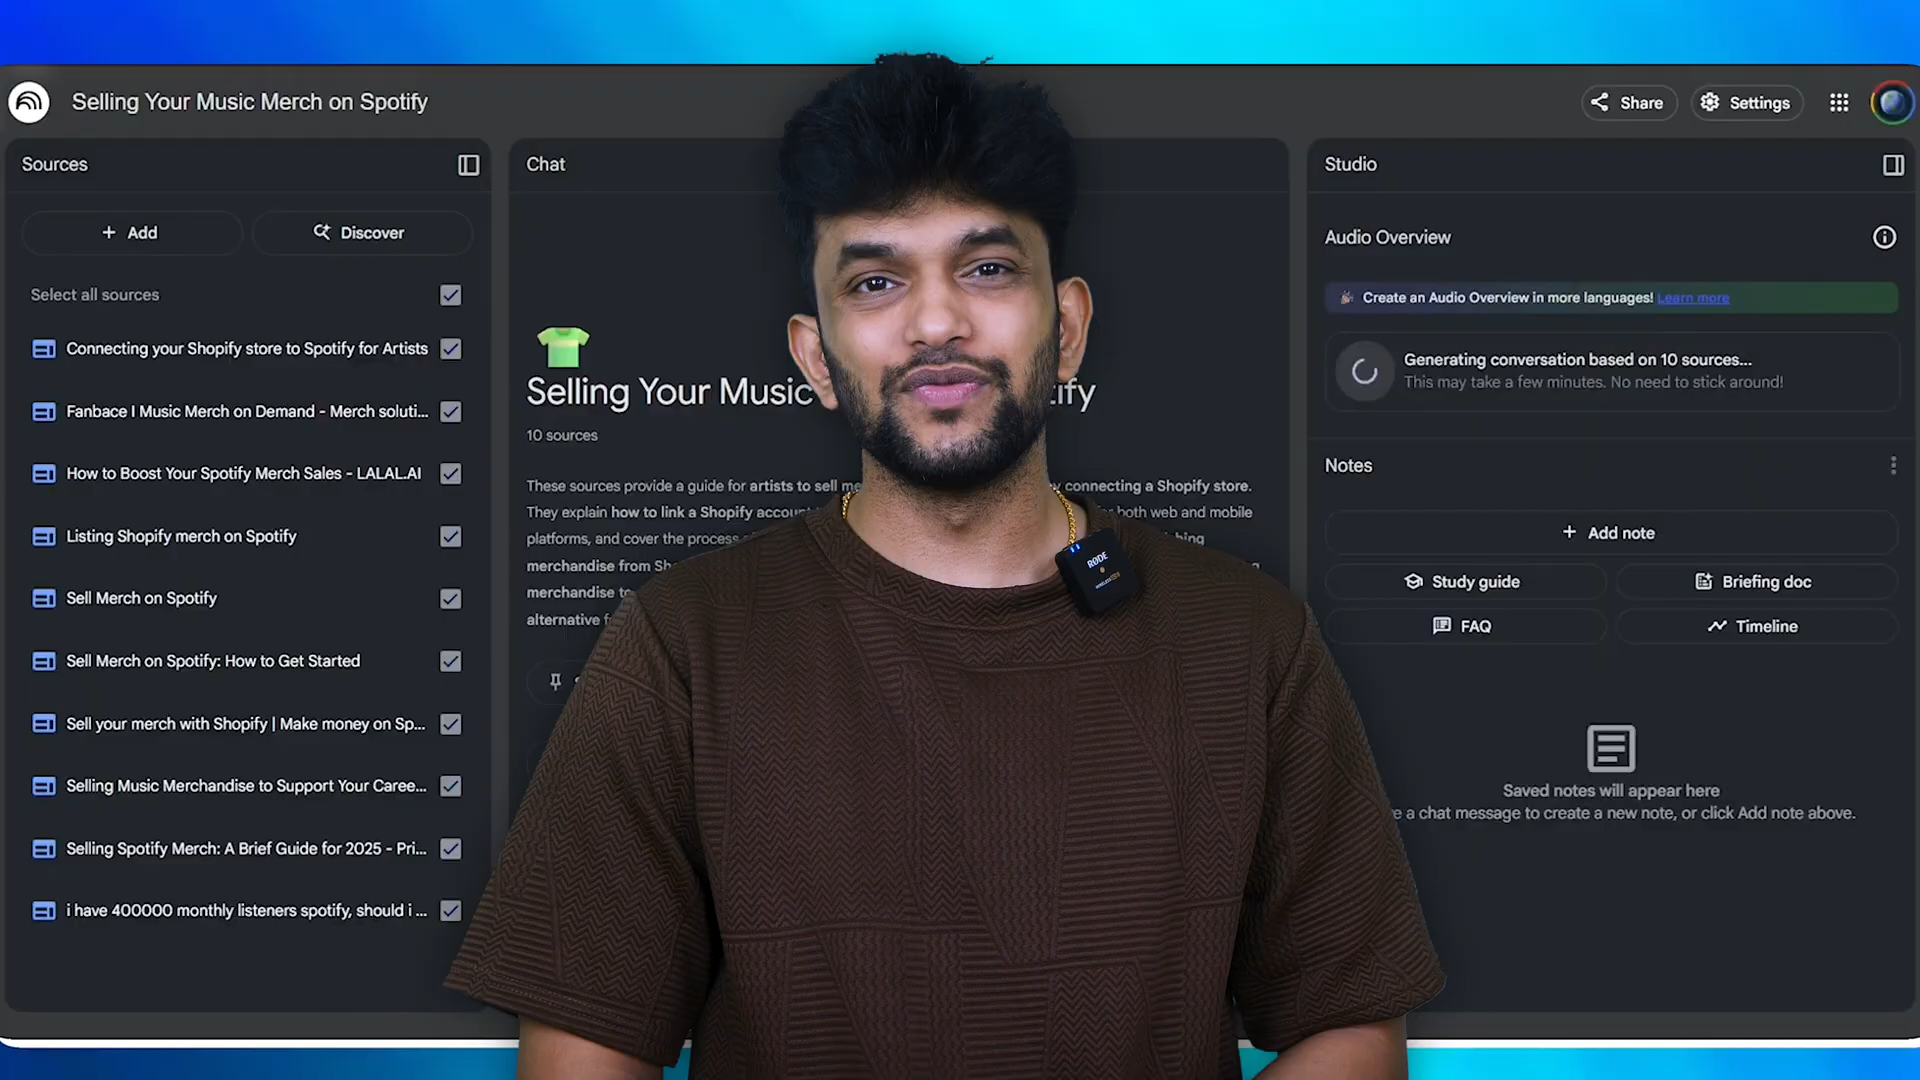 Selling Your Music Merch on Spotify
Share
Settings
Sources
Add
Discover
Select all sources
Connecting your Shopify store to Spotify for Artists
Fanbace I Music Merch on Demand - Merch soluti...
How to Boost Your Spotify Merch Sales - LALAL.AI
Listing Shopify merch on Spotify
Sell Merch on Spotify
Sell Merch on Spotify: How to Get Started
Sell your merch with Shopify | Make money on Sp...
Selling Music Merchandise to Support Your Caree...
Selling Spotify Merch: A Brief Guide for 2025 - Pri...
i have 400000 monthly listeners spotify, should i ...
Chat
Selling Your Music
10 sources
These sources provide a guide for artists to sell connecting a Shopify store.
They explain how to link a Shopify account both web and mobile
platforms, and cover the process
merchandise from
merchandise to
alternative
RØDE
Studio
Audio Overview
Create an Audio Overview in more languages! Learn more
Generating conversation based on 10 sources...
This may take a few minutes. No need to stick around!
Notes
Add note
Study guide
Briefing doc
FAQ
Timeline
Saved notes will appear here
a chat message to create a new note, or click Add note above.